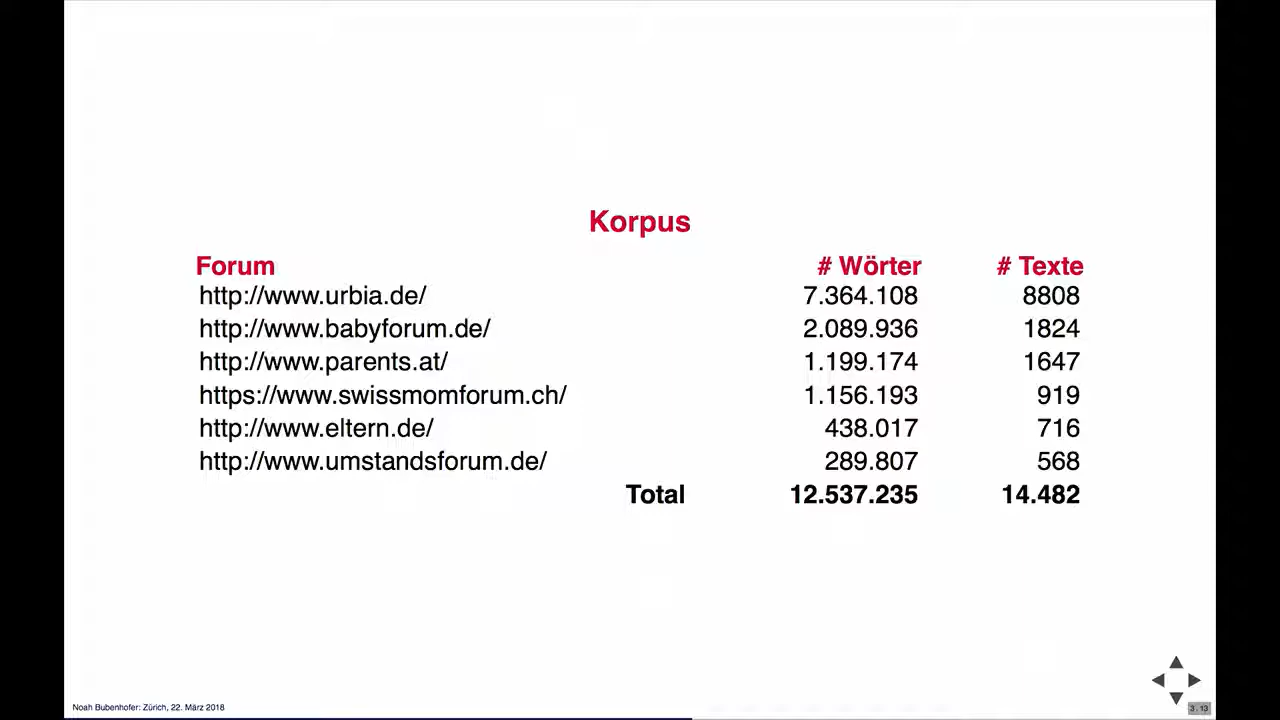 Korpus
Forum # Wörter # Texte
http://www.urbia.de/ 7.364.108 8808
http://www.babyforum.de/ 2.089.936 1824
http://www.parents.at/ 1.199.174 1647
https://www.swissmomforum.ch/ 1.156.193 919
http://www.eltern.de/ 438.017 716
http://www.umstandsforum.de/ 289.807 568
Total 12.537.235 14.482
Noah Bubenhofer: Zürich, 22. März 2018
3 . 13